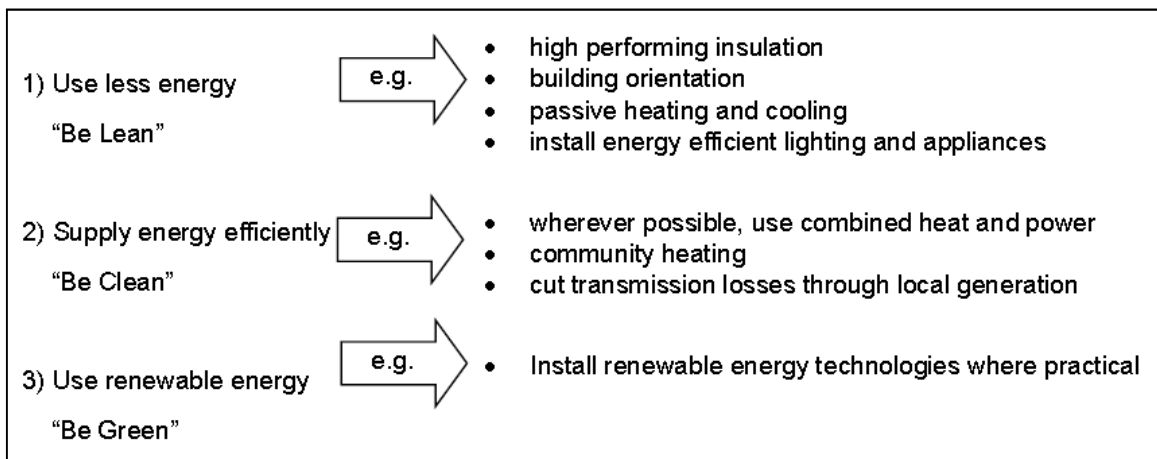 1) Use less energy
“Be Lean”
e.g.
• high performing insulation
• building orientation
• passive heating and cooling
• install energy efficient lighting and appliances
2) Supply energy efficiently
“Be Clean”
e.g.
• wherever possible, use combined heat and power
• community heating
• cut transmission losses through local generation
3) Use renewable energy
“Be Green”
e.g.
• Install renewable energy technologies where practical